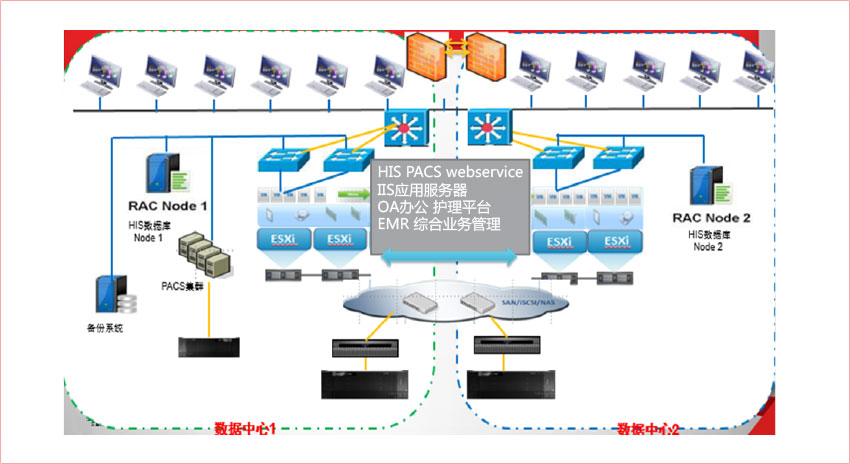 HIS PACS webservice
IIS应用服务器
OA办公 护理平台
EMR 综合业务管理
RAC Node 1
HIS数据库
Node 1
PACS集群
备份系统
ESXi
ESXi
ESXi
ESXi
RAC Node 2
HIS数据库
Node 2
SAN/iSCSI/NAS
数据中心1
数据中心2